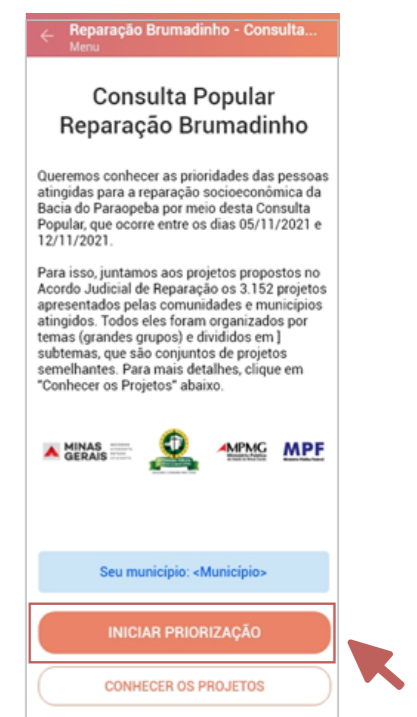 Reparação Brumadinho - Consulta...
Menu
Consulta Popular
Reparação Brumadinho
Queremos conhecer as prioridades das pessoas
atingidas para a reparação socioeconômica da
Bacia do Paraopeba por meio desta Consulta
Popular, que ocorre entre os dias 05/11/2021 e
12/11/2021.
Para isso, juntamos aos projetos propostos no
Acordo Judicial de Reparação os 3.152 projetos
apresentados pelas comunidades e municípios
atingidos. Todos eles foram organizados por
temas (grandes grupos) e divididos em ]
subtemas, que são conjuntos de projetos
semelhantes. Para mais detalhes, clique em
"Conhecer os Projetos" abaixo.
MINAS
GERAIS
MPMG
Ministério Público
MPF
Ministério Público Federal
Seu município: <Município>
INICIAR PRIORIZAÇÃO
CONHECER OS PROJETOS